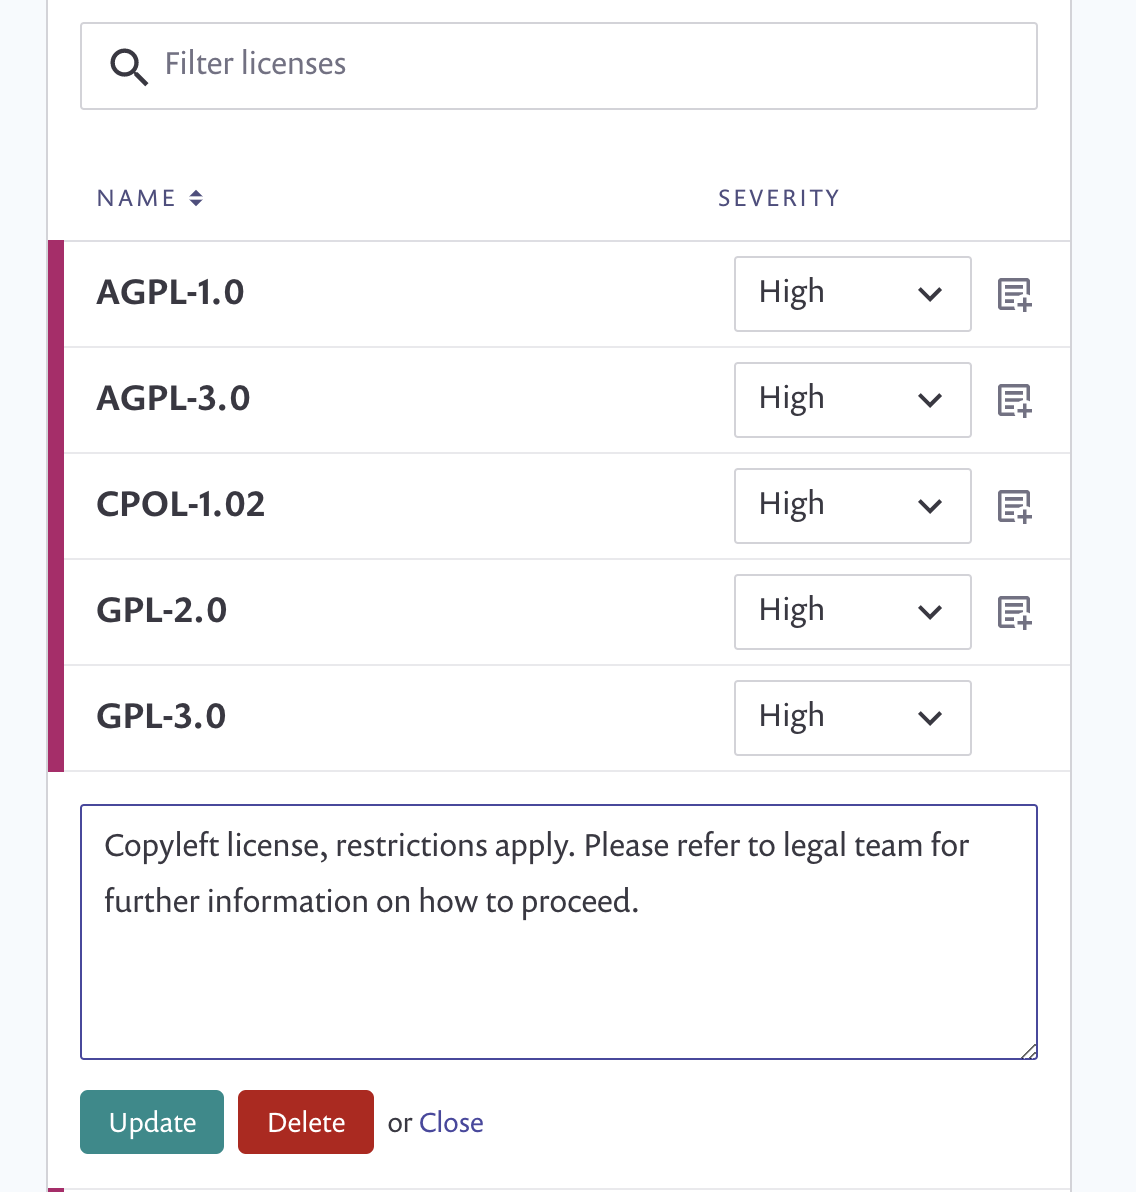 Filter licenses
NAME SEVERITY
AGPL-1.0 High
AGPL-3.0 High
CPOL-1.02 High
GPL-2.0 High
GPL-3.0 High
Copyleft license, restrictions apply. Please refer to legal team for
further information on how to proceed.
Update Delete or Close